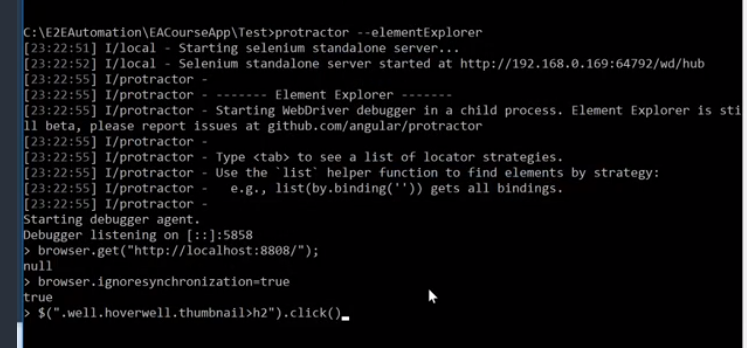 C:\E2EAutomation\EACourseApp\Test>protractor --elementExplorer
[23:22:51] I/local - Starting selenium standalone server...
[23:22:52] I/local - Selenium standalone server started at http://192.168.0.169:64792/wd/hub
[23:22:55] I/protractor -
[23:22:55] I/protractor - ------- Element Explorer -------
[23:22:55] I/protractor - Starting WebDriver debugger in a child process. Element Explorer is sti
ll beta, please report issues at github.com/angular/protractor
[23:22:55] I/protractor -
[23:22:55] I/protractor - Type <tab> to see a list of locator strategies.
[23:22:55] I/protractor - Use the `list` helper function to find elements by strategy:
[23:22:55] I/protractor -   e.g., list(by.binding('')) gets all bindings.
[23:22:55] I/protractor -
Starting debugger agent.
Debugger listening on [::]:5858
> browser.get("http://localhost:8808/");
null
> browser.ignoresynchronization=true
true
> $(".well.hoverwell.thumbnail>h2").click()